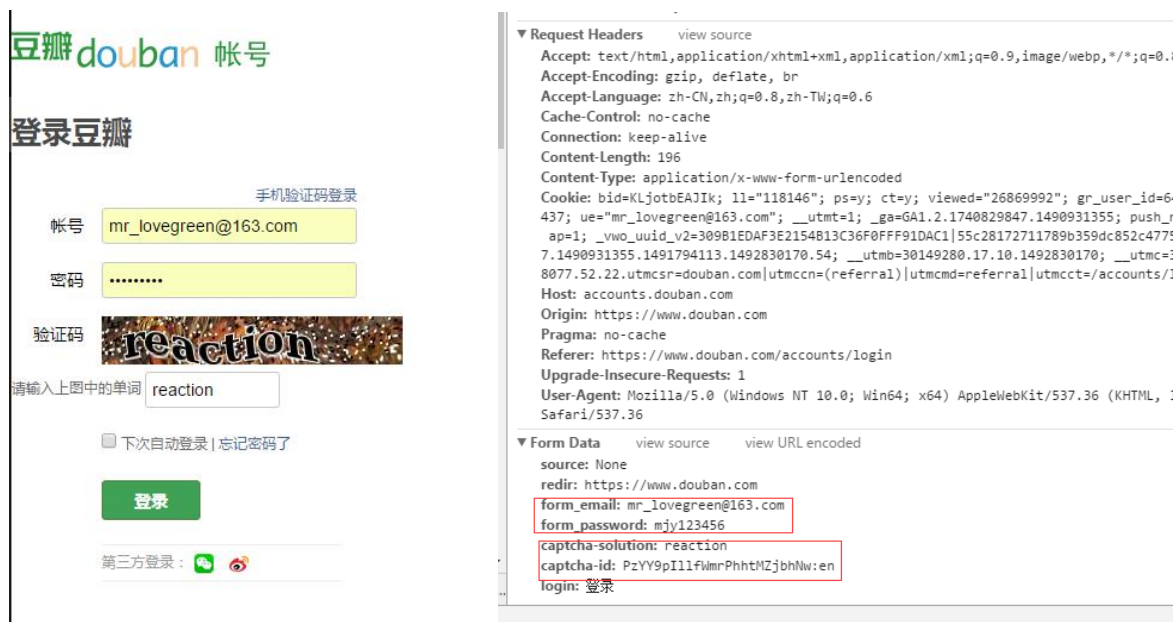 豆瓣douban 帐号
登录豆瓣
手机验证码登录
帐号 mr_lovegreen@163.com
密码 •••••••••
验证码 reaction
请输入上图中的单词 reaction
下次自动登录 | 忘记密码了
登录
第三方登录：
Request Headers view source
Accept: text/html,application/xhtml+xml,application/xml;q=0.9,image/webp,*/*;q=0.8
Accept-Encoding: gzip, deflate, br
Accept-Language: zh-CN,zh;q=0.8,zh-TW;q=0.6
Cache-Control: no-cache
Connection: keep-alive
Content-Length: 196
Content-Type: application/x-www-form-urlencoded
Cookie: bid=KLjotbEAJIk; ll="118146"; ps=y; ct=y; viewed="26869992"; gr_user_id=64
437; ue="mr_lovegreen@163.com"; __utmt=1; _ga=GA1.2.1740829847.1490931355; push_
ap=1; _vwo_uuid_v2=309B1EDAF3E2154B13C36F0FFF91DAC1|55c28172711789b359dc852c4775
7.1490931355.1491794113.1492830170.54; __utmb=30149280.17.10.1492830170; __utmc=
8077.52.22.utmcsr=douban.com|utmccn=(referral)|utmcmd=referral|utmcct=/accounts/
Host: accounts.douban.com
Origin: https://www.douban.com
Pragma: no-cache
Referer: https://www.douban.com/accounts/login
Upgrade-Insecure-Requests: 1
User-Agent: Mozilla/5.0 (Windows NT 10.0; Win64; x64) AppleWebKit/537.36 (KHTML,
Safari/537.36
Form Data view source view URL encoded
source: None
redir: https://www.douban.com
form_email: mr_lovegreen@163.com
form_password: mjy123456
captcha-solution: reaction
captcha-id: PzYY9pIllfWmrPhhtMZjbhNw:en
login: 登录